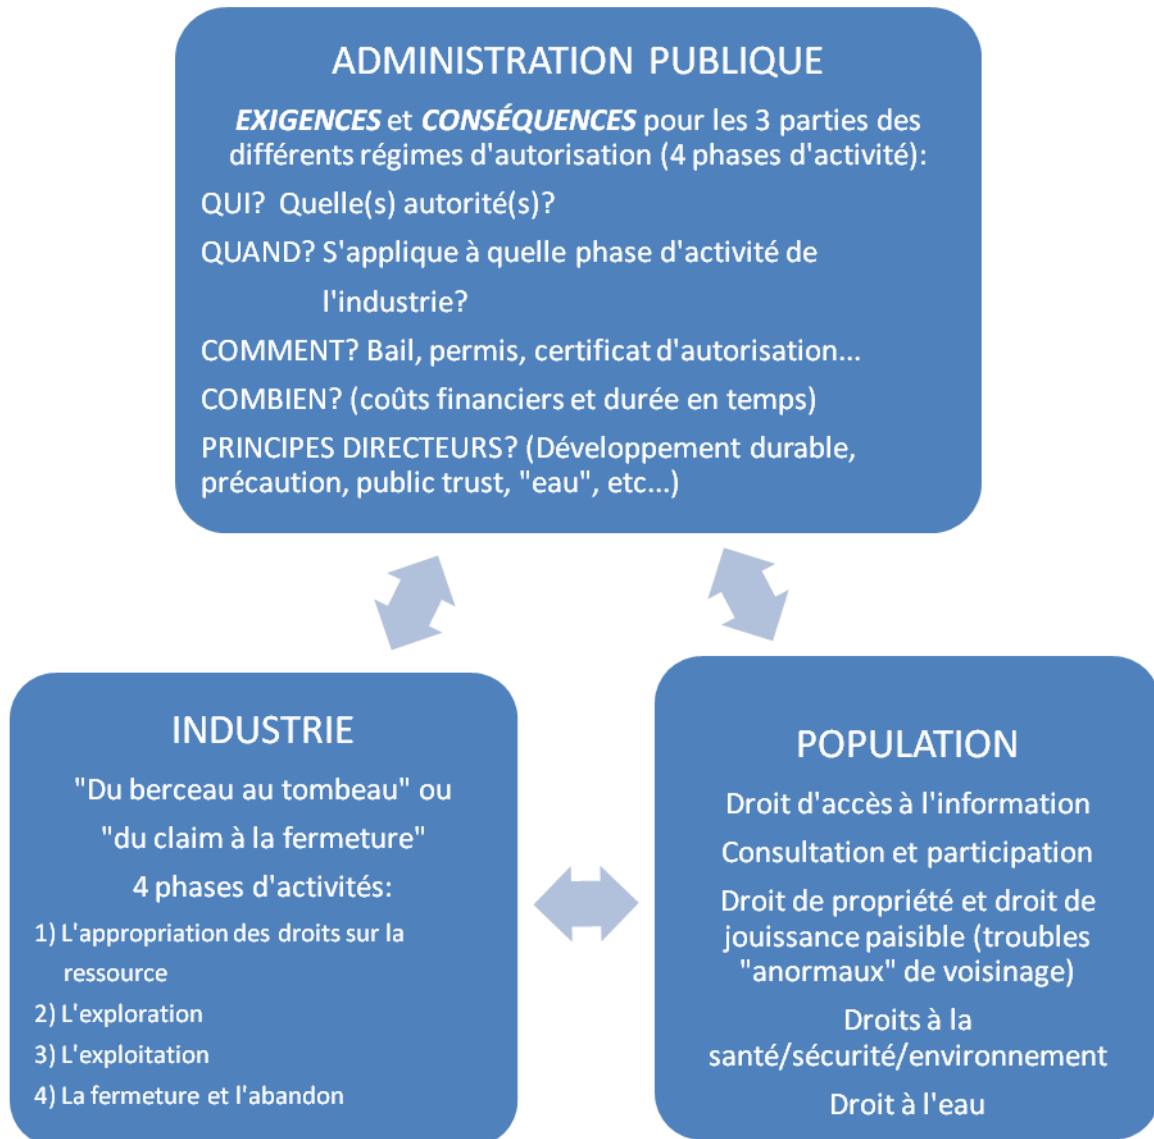 ADMINISTRATION PUBLIQUE
EXIGENCES et CONSÉQUENCES pour les 3 parties des
différents régimes d'autorisation (4 phases d'activité):
QUI? Quelle(s) autorité(s)?
QUAND? S'applique à quelle phase d'activité de
l'industrie?
COMMENT? Bail, permis, certificat d'autorisation...
COMBIEN? (coûts financiers et durée en temps)
PRINCIPES DIRECTEURS? (Développement durable,
précaution, public trust, "eau", etc...)
INDUSTRIE
"Du berceau au tombeau" ou
"du claim à la fermeture"
4 phases d'activités:
1) L'appropriation des droits sur la
ressource
2) L'exploration
3) L'exploitation
4) La fermeture et l'abandon
POPULATION
Droit d'accès à l'information
Consultation et participation
Droit de propriété et droit de
jouissance paisible (troubles
"anormaux" de voisinage)
Droits à la
santé/sécurité/environnement
Droit à l'eau